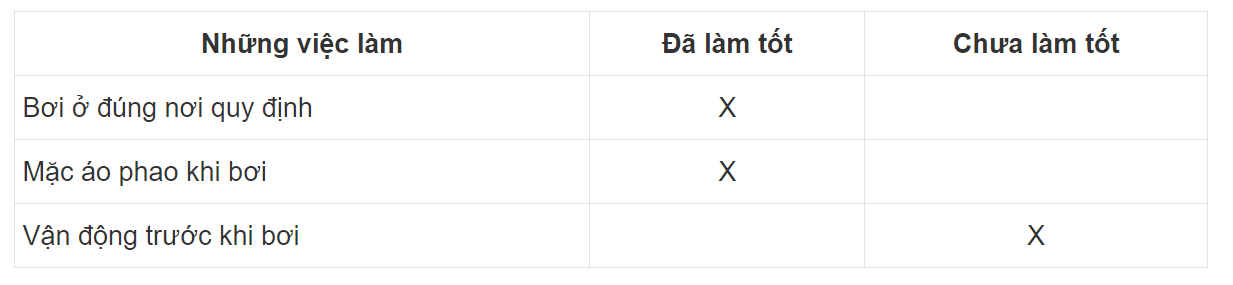 Những việc làm Đã làm tốt Chưa làm tốt
Bơi ở đúng nơi quy định X
Mặc áo phao khi bơi X
Vận động trước khi bơi X